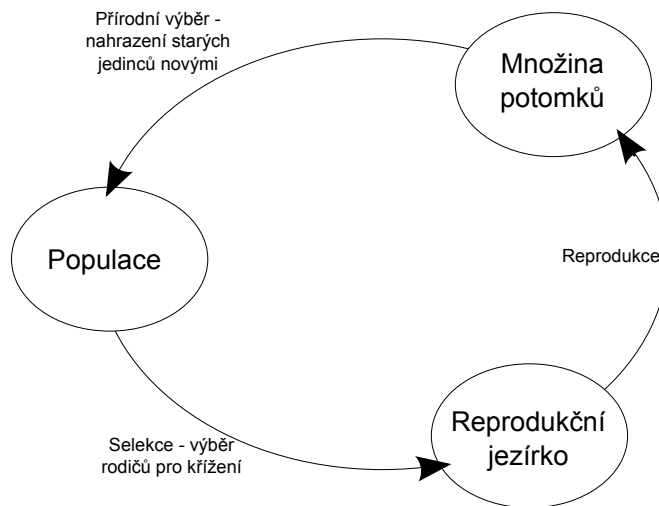 Přírodní výběr -
nahrazení starých
jedinců novými
Množina
potomků
Populace
Reprodukce
Reprodukční
jezírko
Selekce - výběr
rodičů pro křížení